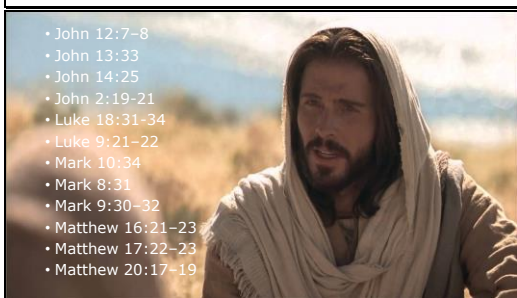 • John 12:7–8
• John 13:33
• John 14:25
• John 2:19-21
• Luke 18:31-34
• Luke 9:21–22
• Mark 10:34
• Mark 8:31
• Mark 9:30–32
• Matthew 16:21–23
• Matthew 17:22–23
• Matthew 20:17–19